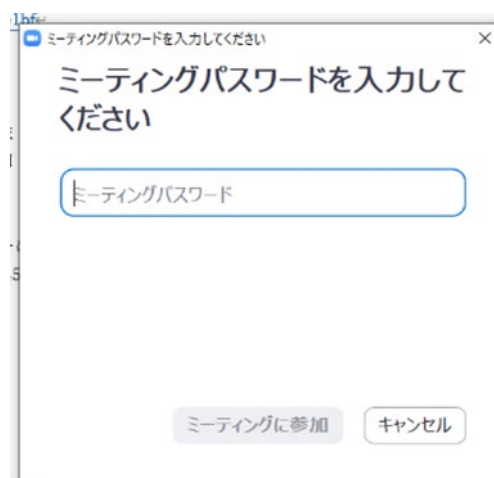 lbf
ミーティングパスワードを入力してください
ミーティングパスワードを入力して
ください
ミーティングパスワード
ミーティングに参加
キャンセル